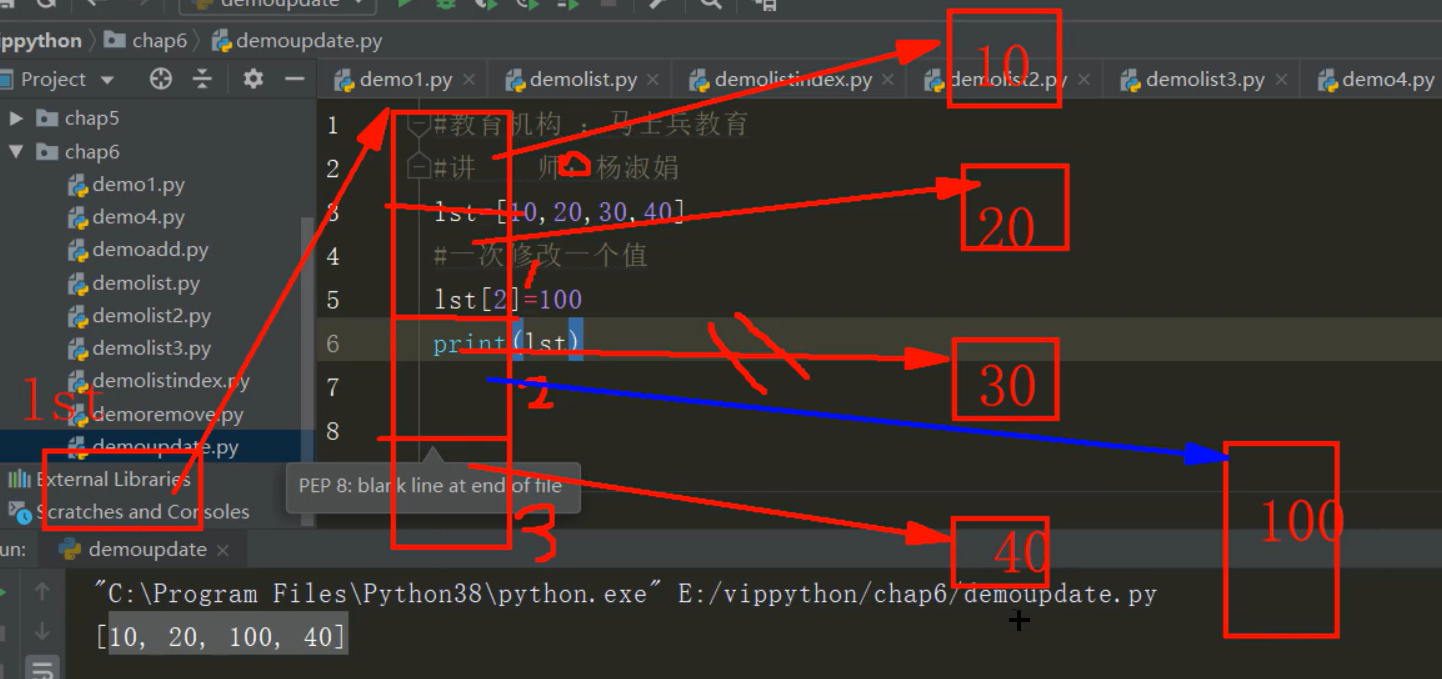 demoupdate
ippython 〉 chap6 〉 demoupdate.py
Project
demo1.py × demolist.py × demolistindex.py × demolist2.py × demolist3.py × demo4.py
chap5
chap6
demo1.py
demo4.py
demoadd.py
demolist.py
demolist2.py
demolist3.py
demolistindex.py
demoremove.py
demoupdate.py
External Libraries
Scratches and Consoles
lst
1 #教育机构 ：马士兵教育
2 #讲 师：杨淑娟
3 lst=[10,20,30,40]
4 #一次修改一个值
5 lst[2]=100
6 print(lst)
7
8
PEP 8: blank line at end of file
0
1
2
3
10
20
30
40
100
un: demoupdate ×
"C:\Program Files\Python38\python.exe" E:/vippython/chap6/demoupdate.py
[10, 20, 100, 40]